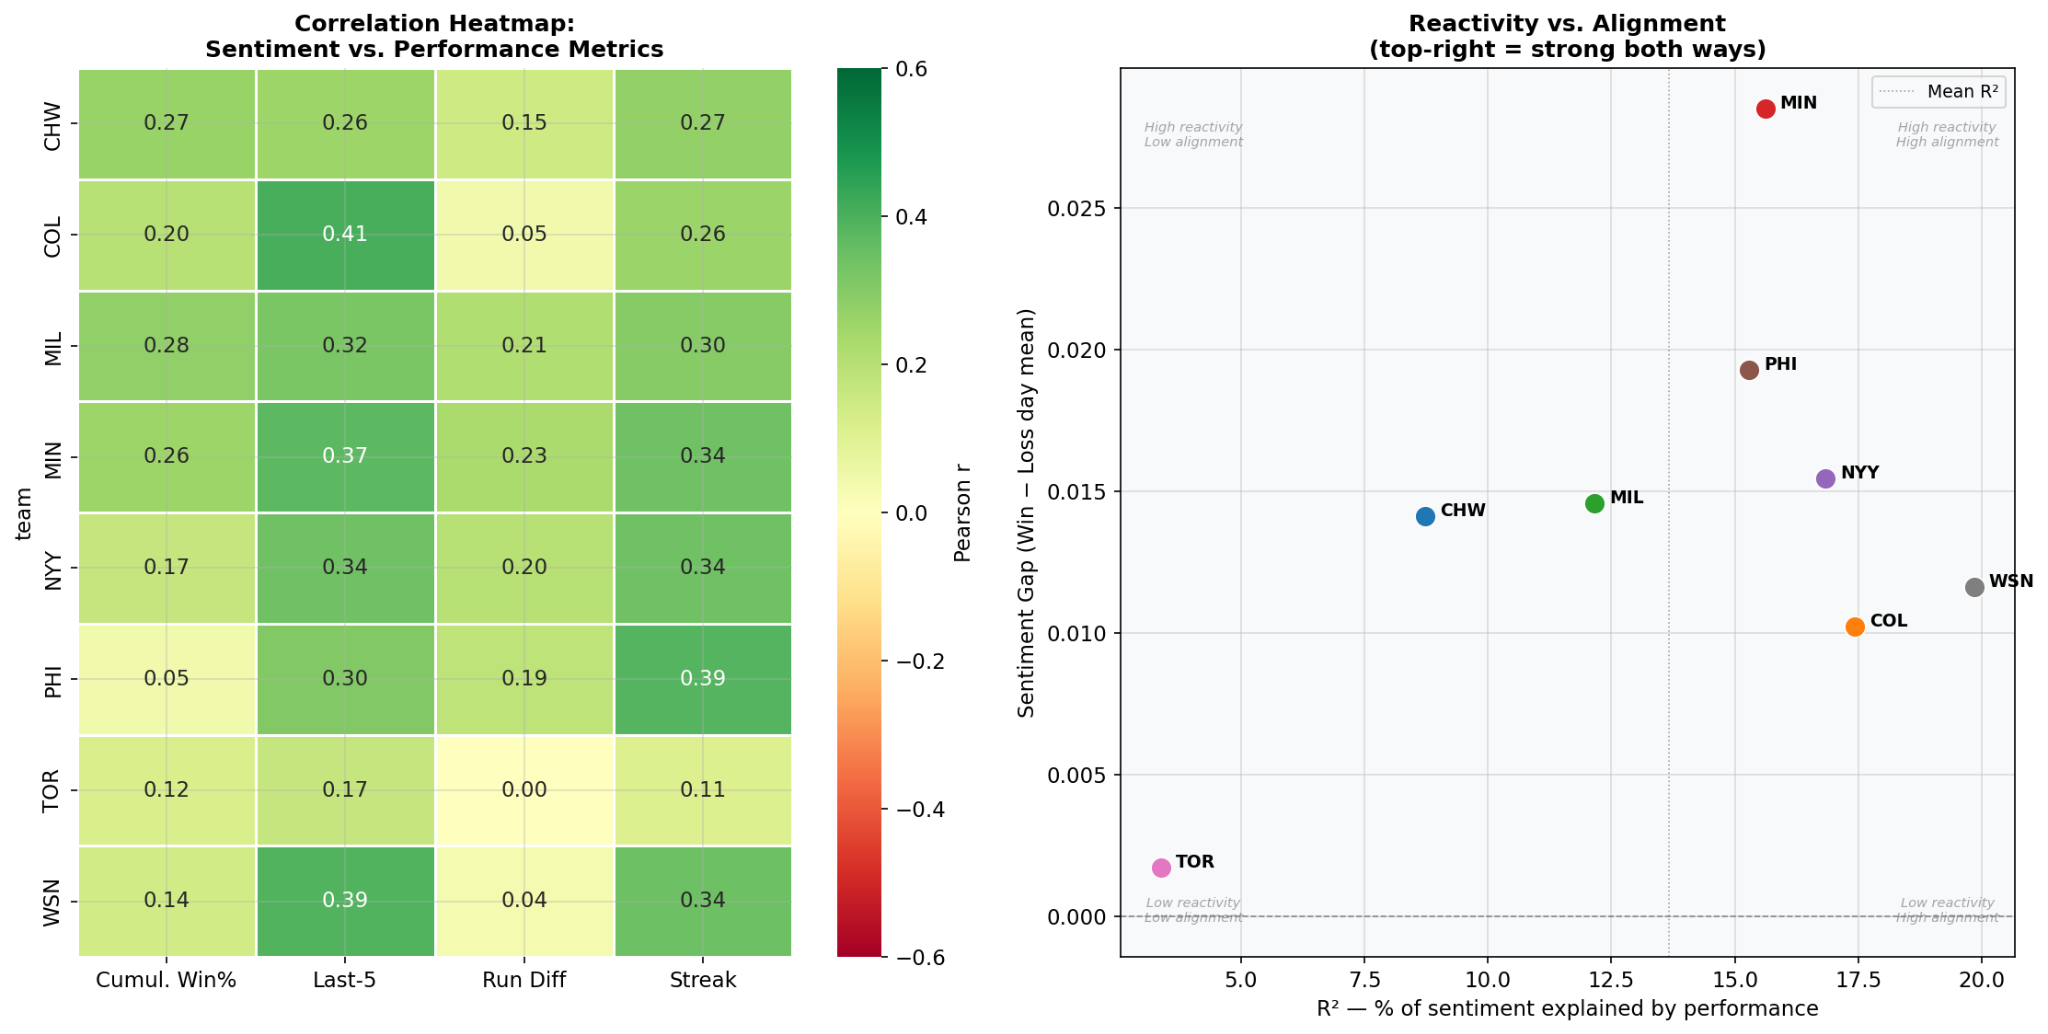 Correlation Heatmap:
Sentiment vs. Performance Metrics
CHW 0.27 0.26 0.15 0.27
COL 0.20 0.41 0.05 0.26
MIL 0.28 0.32 0.21 0.30
MIN 0.26 0.37 0.23 0.34
NYY 0.17 0.34 0.20 0.34
PHI 0.05 0.30 0.19 0.39
TOR 0.12 0.17 0.00 0.11
WSN 0.14 0.39 0.04 0.34
team
Cumul. Win% Last-5 Run Diff Streak
0.6
0.4
0.2
0.0
−0.2
−0.4
−0.6
Pearson r
Reactivity vs. Alignment
(top-right = strong both ways)
Mean R²
High reactivity
Low alignment
High reactivity
High alignment
MIN
PHI
NYY
MIL
CHW
WSN
COL
TOR
Low reactivity
Low alignment
Low reactivity
High alignment
0.025
0.020
0.015
0.010
0.005
0.000
Sentiment Gap (Win − Loss day mean)
5.0 7.5 10.0 12.5 15.0 17.5 20.0
R² — % of sentiment explained by performance